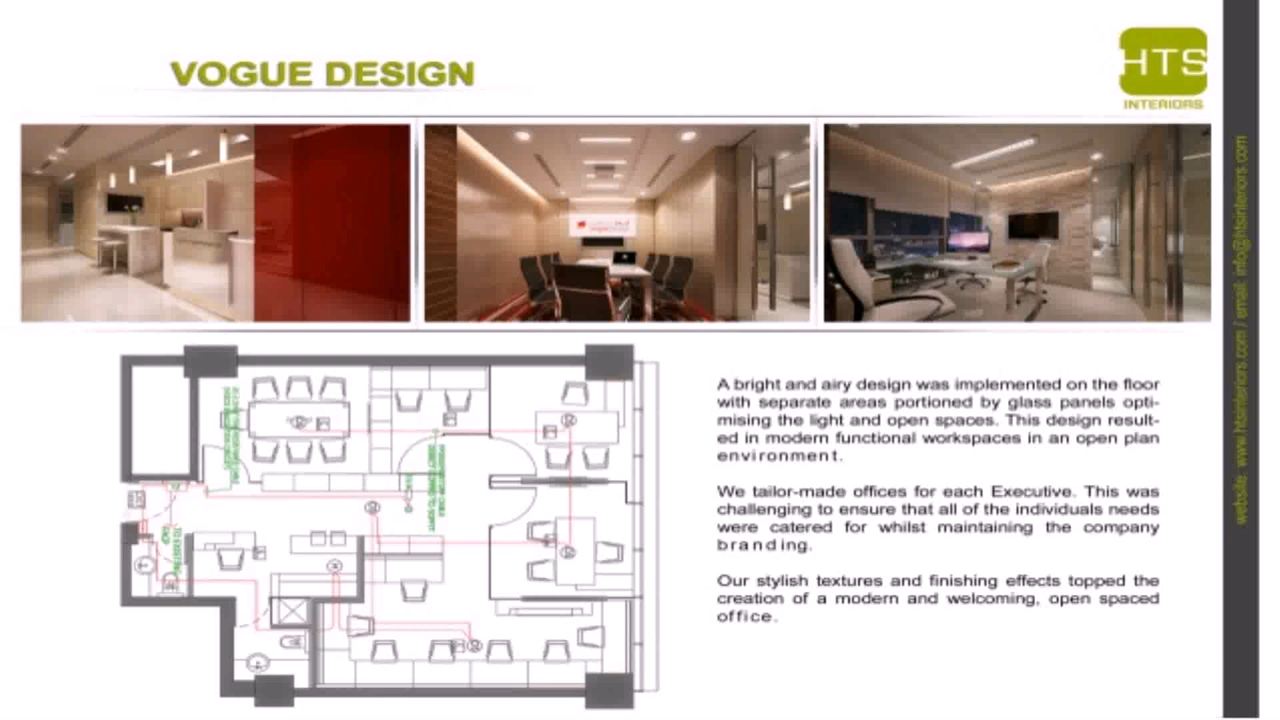 VOGUE DESIGN
HTS
INTERIORS
A bright and airy design was implemented on the floor
with separate areas portioned by glass panels opti-
mising the light and open spaces. This design result-
ed in modern functional workspaces in an open plan
environment.
We tailor-made offices for each Executive. This was
challenging to ensure that all of the individuals needs
were catered for whilst maintaining the company
branding.
Our stylish textures and finishing effects topped the
creation of a modern and welcoming, open spaced
office.
website: www.htsinteriors.com / email: info@htsinteriors.com